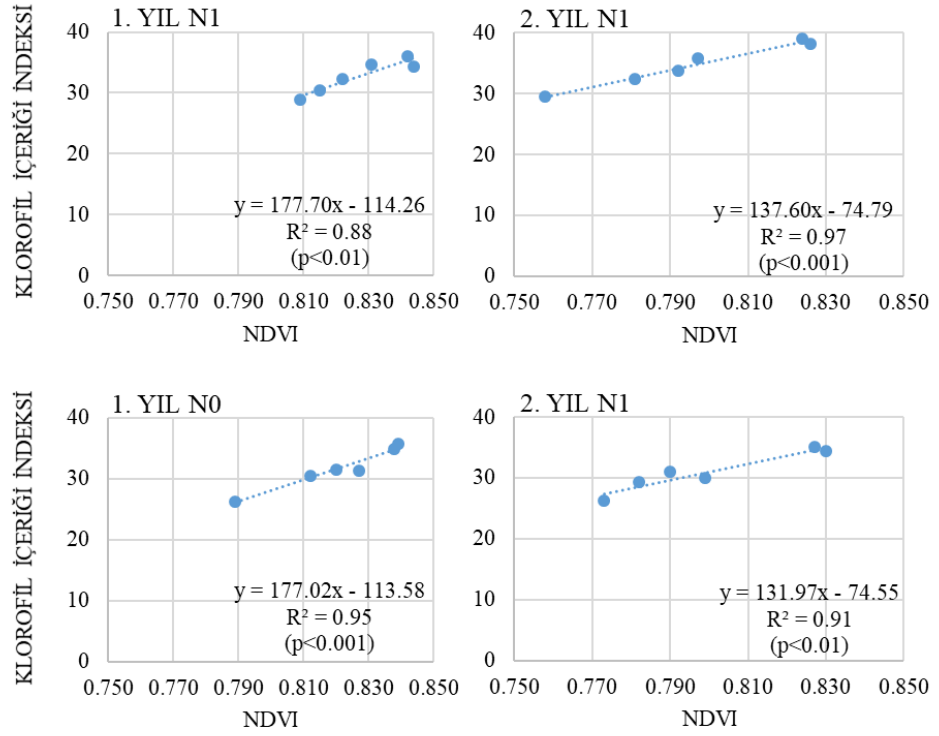 1. YIL N1
KLOROFİL İÇERİĞİ İNDEKSİ
40
30
20
10
0
y = 177.70x - 114.26
R² = 0.88
(p<0.01)
0.750 0.770 0.790 0.810 0.830 0.850
NDVI
2. YIL N1
40
30
20
10
0
y = 137.60x - 74.79
R² = 0.97
(p<0.001)
0.750 0.770 0.790 0.810 0.830 0.850
NDVI
1. YIL N0
KLOROFİL İÇERİĞİ İNDEKSİ
40
30
20
10
0
y = 177.02x - 113.58
R² = 0.95
(p<0.001)
0.750 0.770 0.790 0.810 0.830 0.850
NDVI
2. YIL N1
40
30
20
10
0
y = 131.97x - 74.55
R² = 0.91
(p<0.01)
0.750 0.770 0.790 0.810 0.830 0.850
NDVI